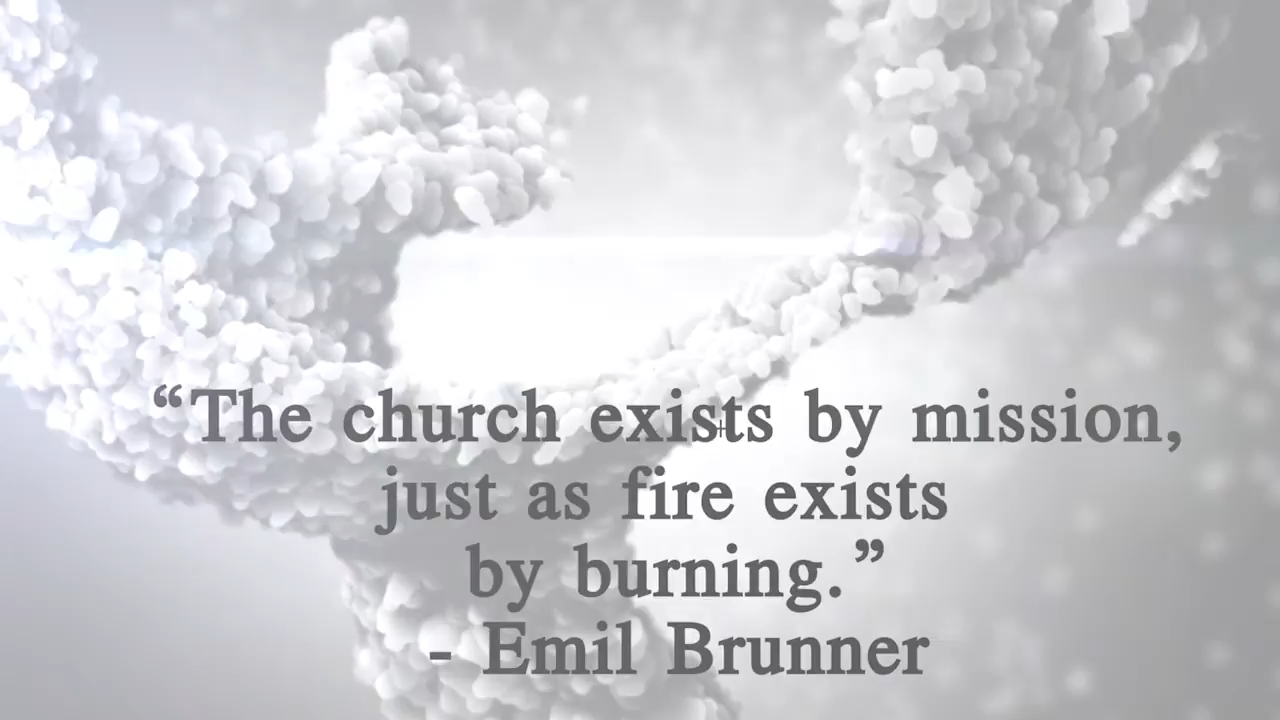 “The church exists by mission,
just as fire exists
by burning.”
- Emil Brunner